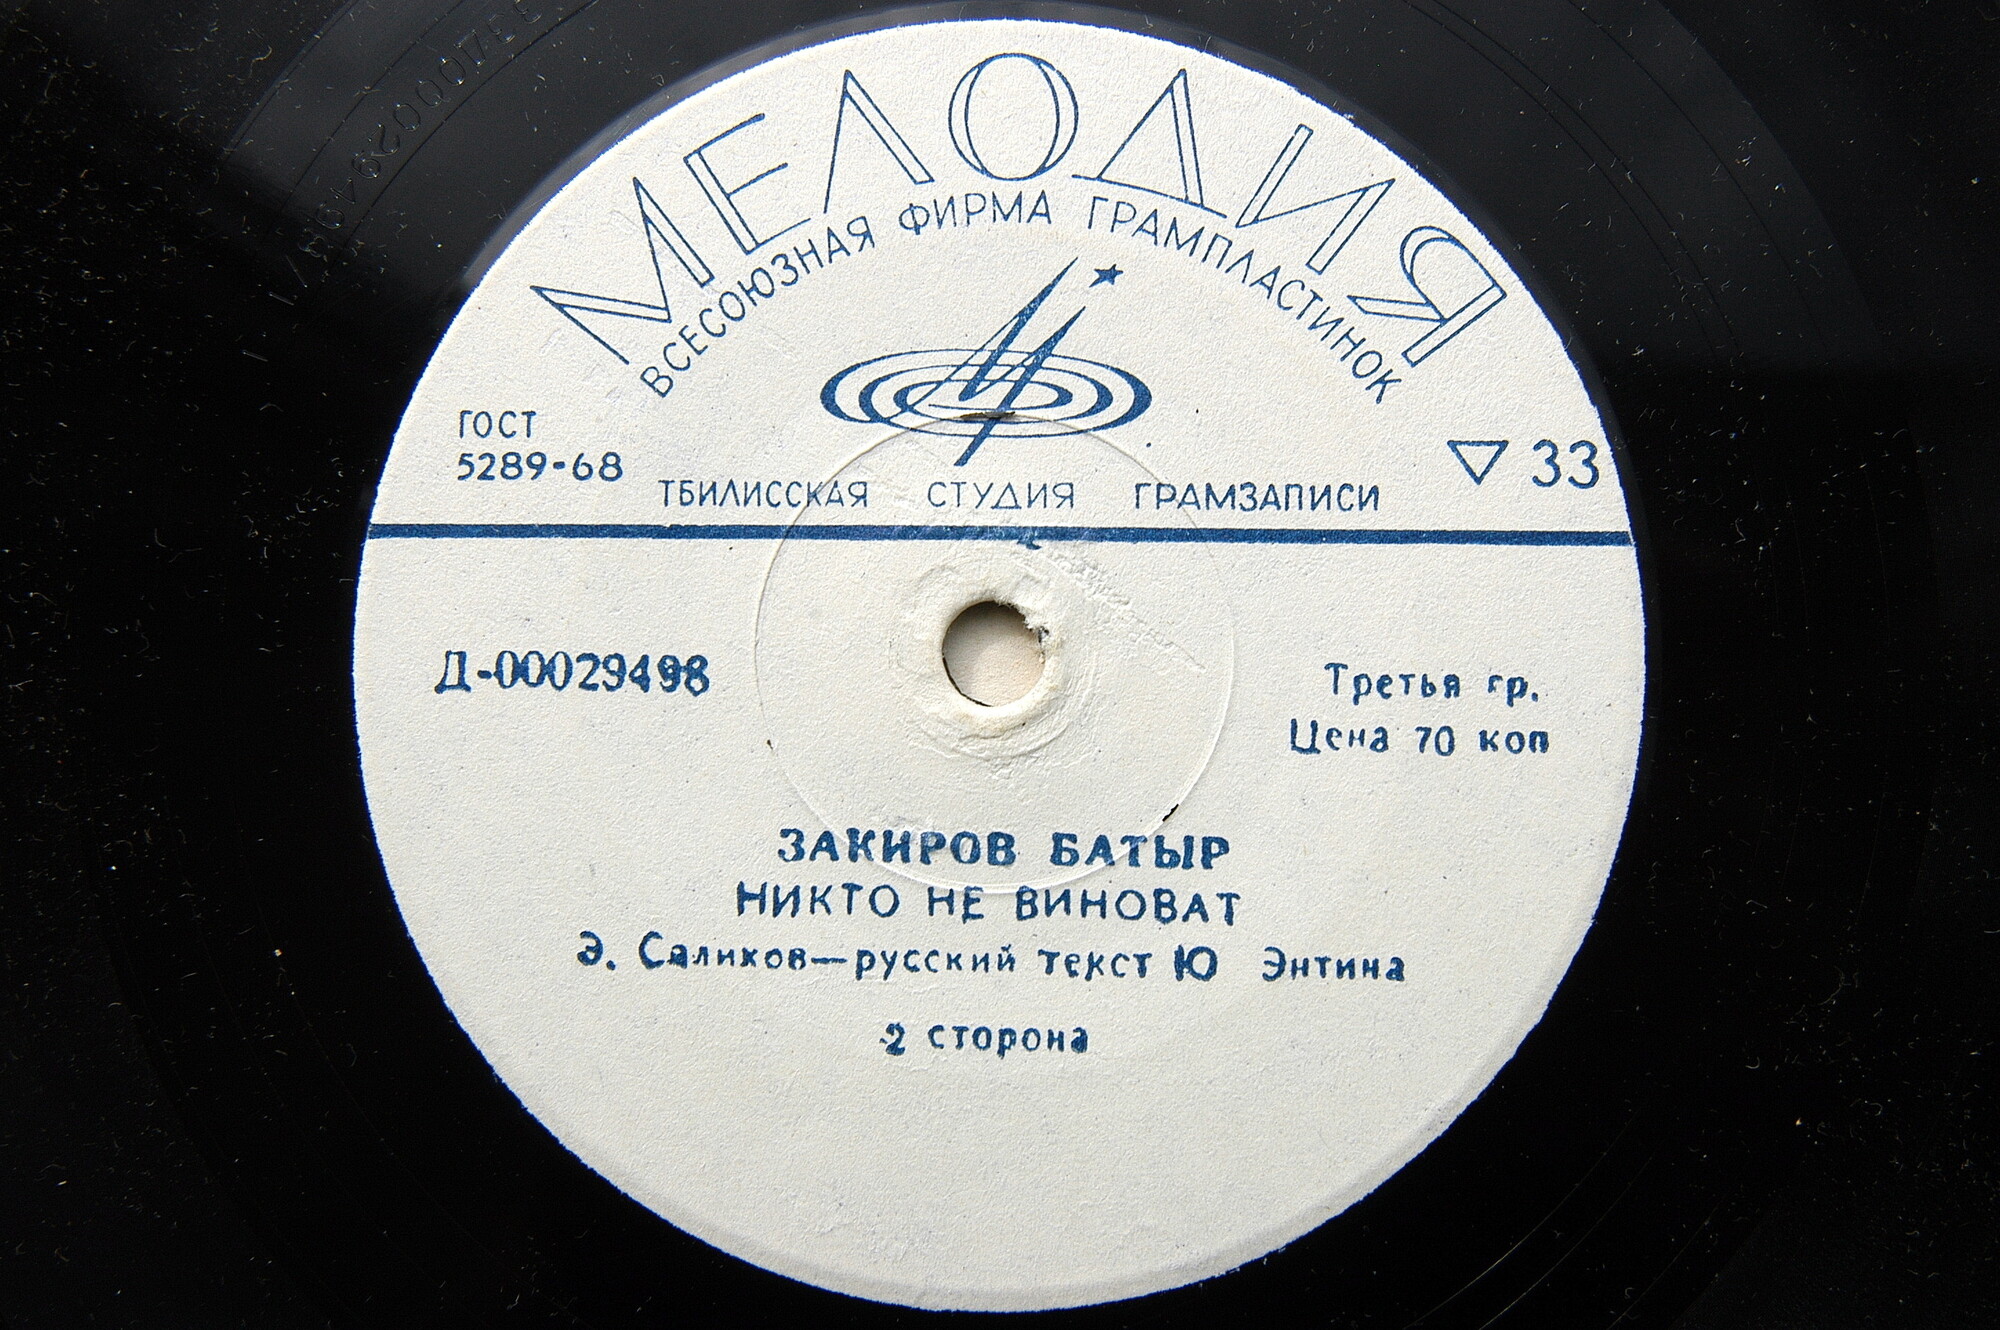 МЕЛОДИЯ
ВСЕСОЮЗНАЯ ФИРМА ГРАМПЛАСТИНОК
ГОСТ
5289-68
▽ 33
ТБИЛИССКАЯ СТУДИЯ ГРАМЗАПИСИ
Д-00029498
Третья гр.
Цена 70 коп
ЗАКИРОВ БАТЫР
НИКТО НЕ ВИНОВАТ
Э. Салихов—русский текст Ю Энтина
2 сторона